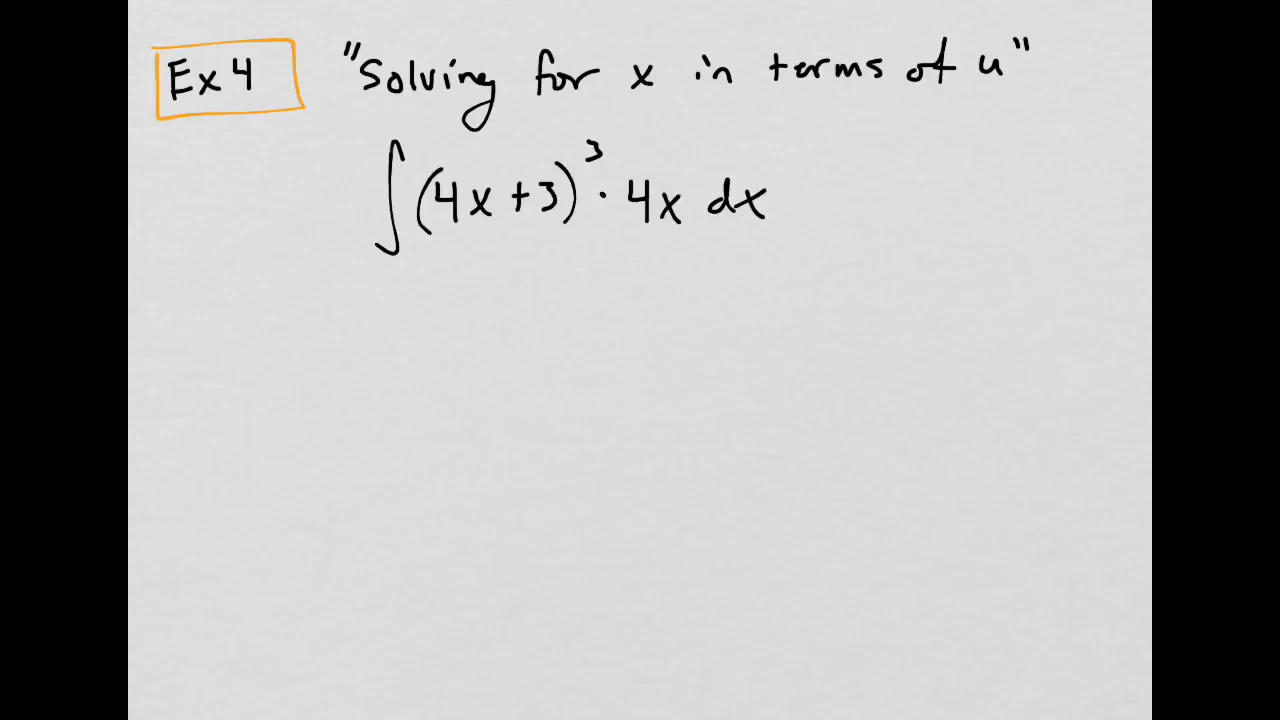 Ex 4 "Solving for x in terms of u"
∫(4x+3)³ · 4x dx